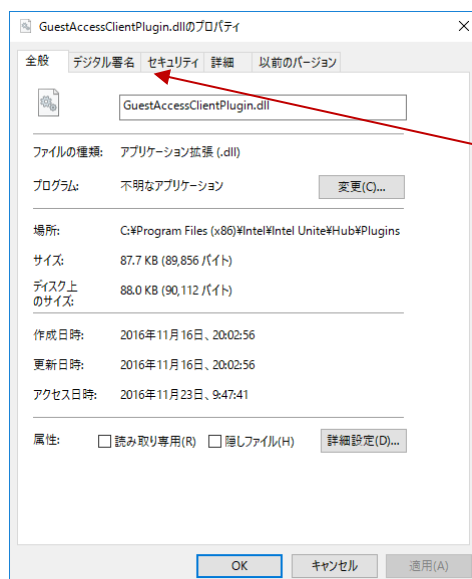 GuestAccessClientPlugin.dllのプロパティ
全般 デジタル署名 セキュリティ 詳細 以前のバージョン
GuestAccessClientPlugin.dll
ファイルの種類: アプリケーション拡張 (.dll)
プログラム: 不明なアプリケーション 変更(C)...
場所: C:¥Program Files (x86)¥Intel¥Intel Unite¥Hub¥Plugins
サイズ: 87.7 KB (89,856 バイト)
ディスク上
のサイズ: 88.0 KB (90,112 バイト)
作成日時: 2016年11月16日、20:02:56
更新日時: 2016年11月16日、20:02:56
アクセス日時: 2016年11月23日、9:47:41
属性: 読み取り専用(R) 隠しファイル(H) 詳細設定(D)...
OK キャンセル 適用(A)